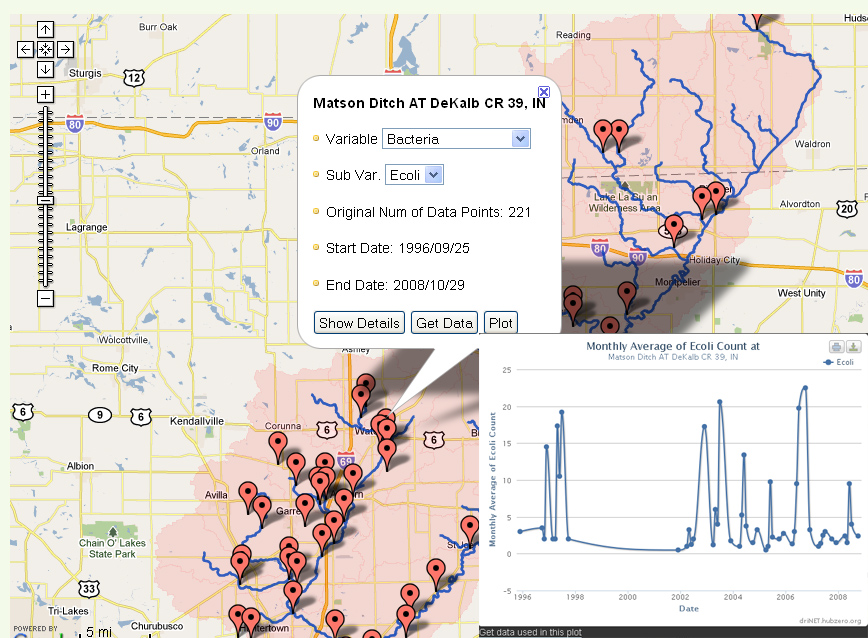 Burr Oak
Reading
Hudso
Sturgis
12
80
90
Orland
Camden
Waldron
Matson Ditch AT DeKalb CR 39, IN
Variable
Bacteria
Sub Var.
Ecoli
Original Num of Data Points: 221
Start Date: 1996/09/25
End Date: 2008/10/29
Show Details
Get Data
Plot
Lake La Su an
Wilderness Area
Alvordton
20
Lagrange
80
90
Holiday City
80
Montpelier
West Unity
Wolcottville
Ashley
Rome City
6
9
6
Kendallville
Corunna
6
Wat
6
69
Albion
Avilla
Garre
Chain O' Lakes
State Park
33
Tri-Lakes
Churubusco
Huntertown
POWERED BY
5 mi
Monthly Average of Ecoli Count at
Matson Ditch AT DeKalb CR 39, IN
Ecoli
Monthly Average of Ecoli Count
25
20
15
10
5
0
-5
1996
1998
2000
2002
2004
2006
2008
Date
driNET.hubzero.org
Get data used in this plot